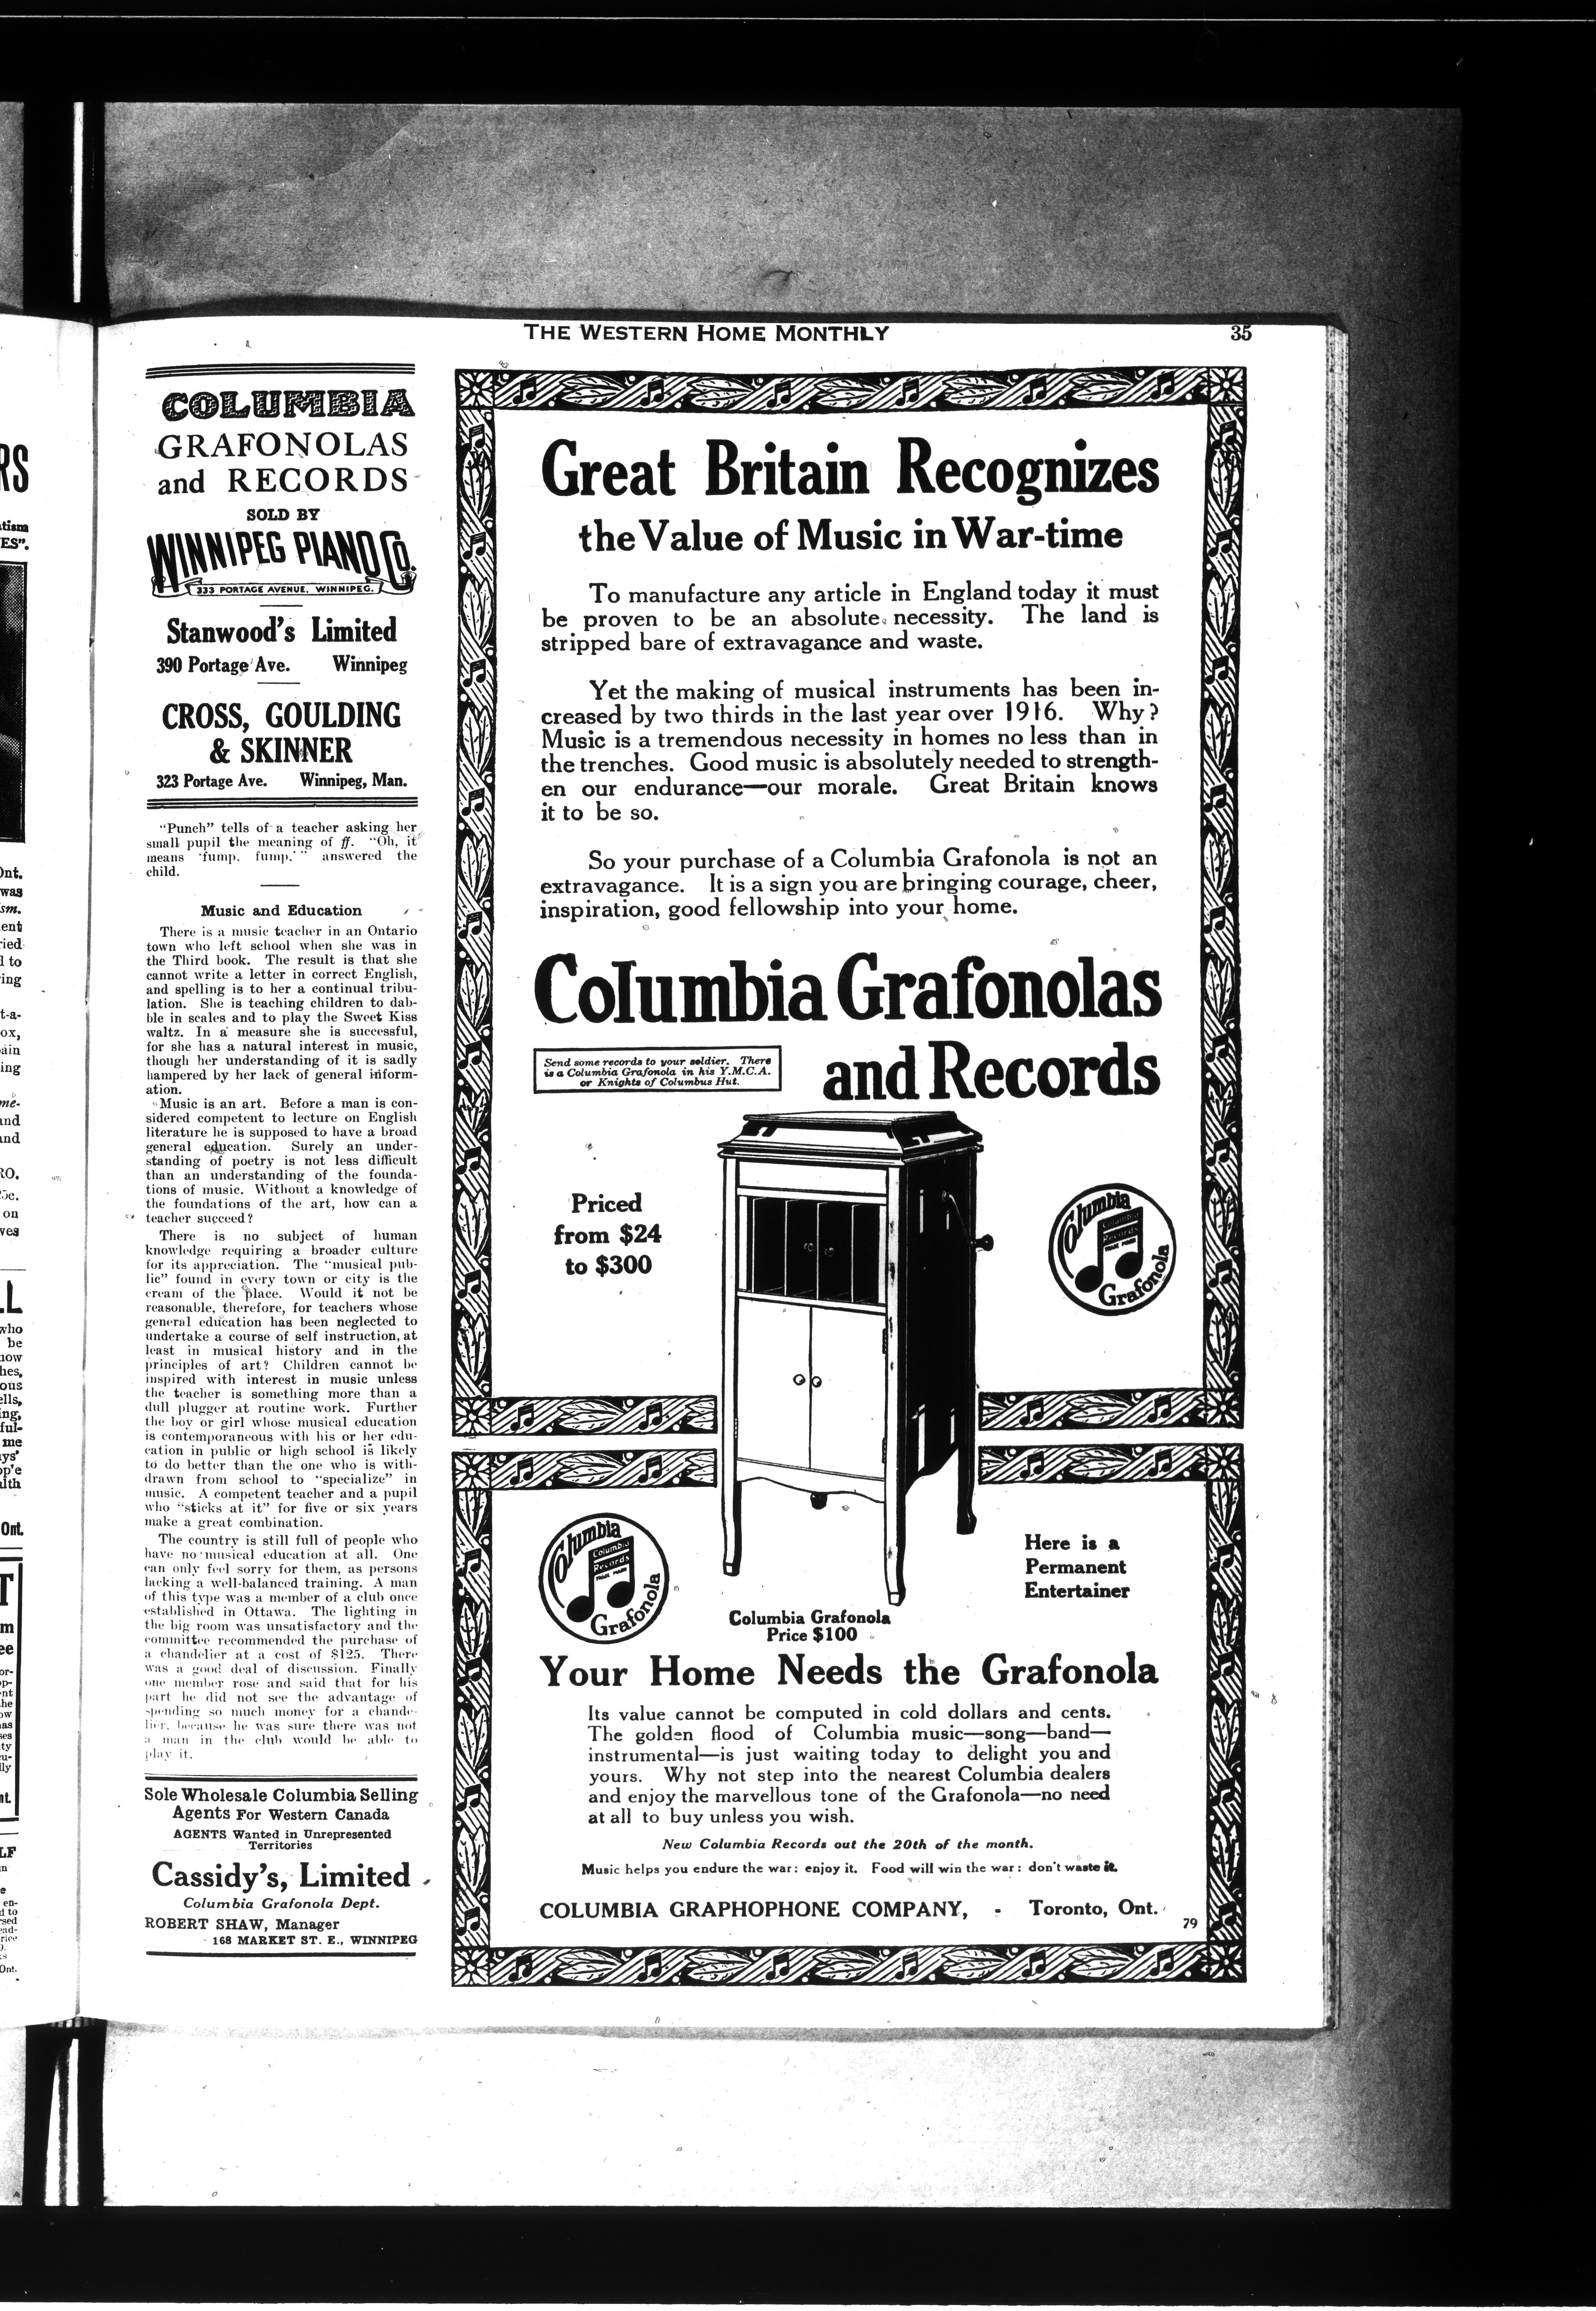 THE WESTERN HOME MONTHLY
35
COLUMBIA
GRAFONOLAS
and RECORDS
SOLD BY
WINNIPEG PIANO CO.
333 PORTAGE AVENUE, WINNIPEG.
Stanwood's Limited
390 Portage Ave. Winnipeg
CROSS, GOULDING
& SKINNER
323 Portage Ave. Winnipeg, Man.
"Punch" tells of a teacher asking her
small pupil the meaning of ff. "Oh, it
means 'fump, fump,'" answered the
child.
Music and Education
There is a music teacher in an Ontario
town who left school when she was in
the Third book. The result is that she
cannot write a letter in correct English,
and spelling is to her a continual tribu-
lation. She is teaching children to dab-
ble in scales and to play the Sweet Kiss
waltz. In a measure she is successful,
for she has a natural interest in music,
though her understanding of it is sadly
hampered by her lack of general inform-
ation.
Music is an art. Before a man is con-
sidered competent to lecture on English
literature he is supposed to have a broad
general education. Surely an under-
standing of poetry is not less difficult
than an understanding of the founda-
tions of music. Without a knowledge of
the foundations of the art, how can a
teacher succeed?
There is no subject of human
knowledge requiring a broader culture
for its appreciation. The "musical pub-
lic" found in every town or city is the
cream of the place. Would it not be
reasonable, therefore, for teachers whose
general education has been neglected to
undertake a course of self instruction, at
least in musical history and in the
principles of art? Children cannot be
inspired with interest in music unless
the teacher is something more than a
dull plugger at routine work. Further
the boy or girl whose musical education
is contemporaneous with his or her edu-
cation in public or high school is likely
to do better than the one who is with-
drawn from school to "specialize" in
music. A competent teacher and a pupil
who "sticks at it" for five or six years
make a great combination.
The country is still full of people who
have no musical education at all. One
can only feel sorry for them, as persons
lacking a well-balanced training. A man
of this type was a member of a club once
established in Ottawa. The lighting in
the big room was unsatisfactory and the
committee recommended the purchase of
a chandelier at a cost of $125. There
was a good deal of discussion. Finally
one member rose and said that for his
part he did not see the advantage of
spending so much money for a chande-
lier, because he was sure there was not
a man in the club would be able to
play it.
Sole Wholesale Columbia Selling
Agents For Western Canada
AGENTS Wanted in Unrepresented
Territories
Cassidy's, Limited
Columbia Grafonola Dept.
ROBERT SHAW, Manager
168 MARKET ST. E., WINNIPEG
Great Britain Recognizes
the Value of Music in War-time
To manufacture any article in England today it must
be proven to be an absolute necessity. The land is
stripped bare of extravagance and waste.
Yet the making of musical instruments has been in-
creased by two thirds in the last year over 1916. Why?
Music is a tremendous necessity in homes no less than in
the trenches. Good music is absolutely needed to strength-
en our endurance—our morale. Great Britain knows
it to be so.
So your purchase of a Columbia Grafonola is not an
extravagance. It is a sign you are bringing courage, cheer,
inspiration, good fellowship into your home.
Columbia Grafonolas
and Records
Send some records to your soldier. There
is a Columbia Grafonola in his Y.M.C.A.
or Knights of Columbus Hut.
Priced
from $24
to $300
Columbia
Columbia
Records
Grafonola
Columbia
Columbia
Records
Grafonola
Here is a
Permanent
Entertainer
Columbia Grafonola
Price $100
Your Home Needs the Grafonola
Its value cannot be computed in cold dollars and cents.
The golden flood of Columbia music—song—band—
instrumental—is just waiting today to delight you and
yours. Why not step into the nearest Columbia dealers
and enjoy the marvellous tone of the Grafonola—no need
at all to buy unless you wish.
New Columbia Records out the 20th of the month.
Music helps you endure the war: enjoy it. Food will win the war: don't waste it.
COLUMBIA GRAPHOPHONE COMPANY, - Toronto, Ont.
79